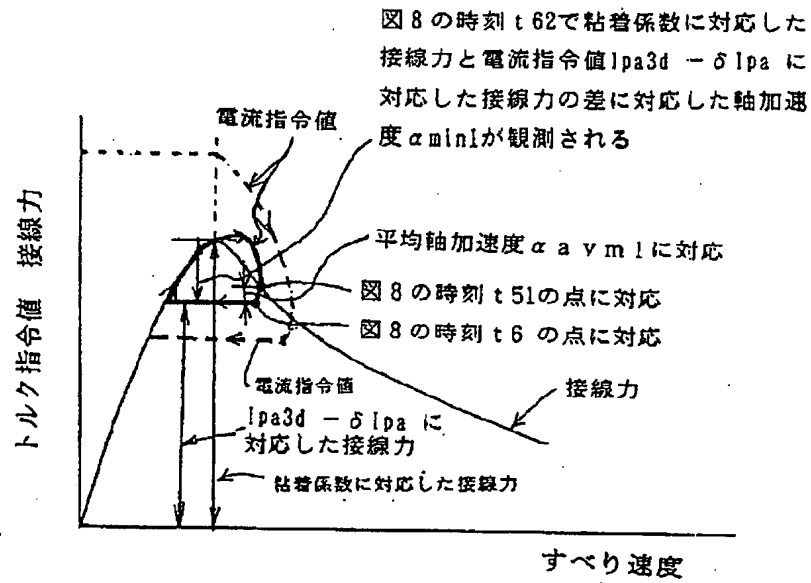 図8の時刻t62で粘着係数に対応した
接線力と電流指令値Ipa3d －δIpa に
対応した接線力の差に対応した軸加速
度αmin1が観測される
電流指令値
平均軸加速度αavm1に対応
図8の時刻t51の点に対応
図8の時刻t6 の点に対応
接線力
電流指令値
Ipa3d －δIpa に
対応した接線力
粘着係数に対応した接線力
トルク指令値 接線力
すべり速度